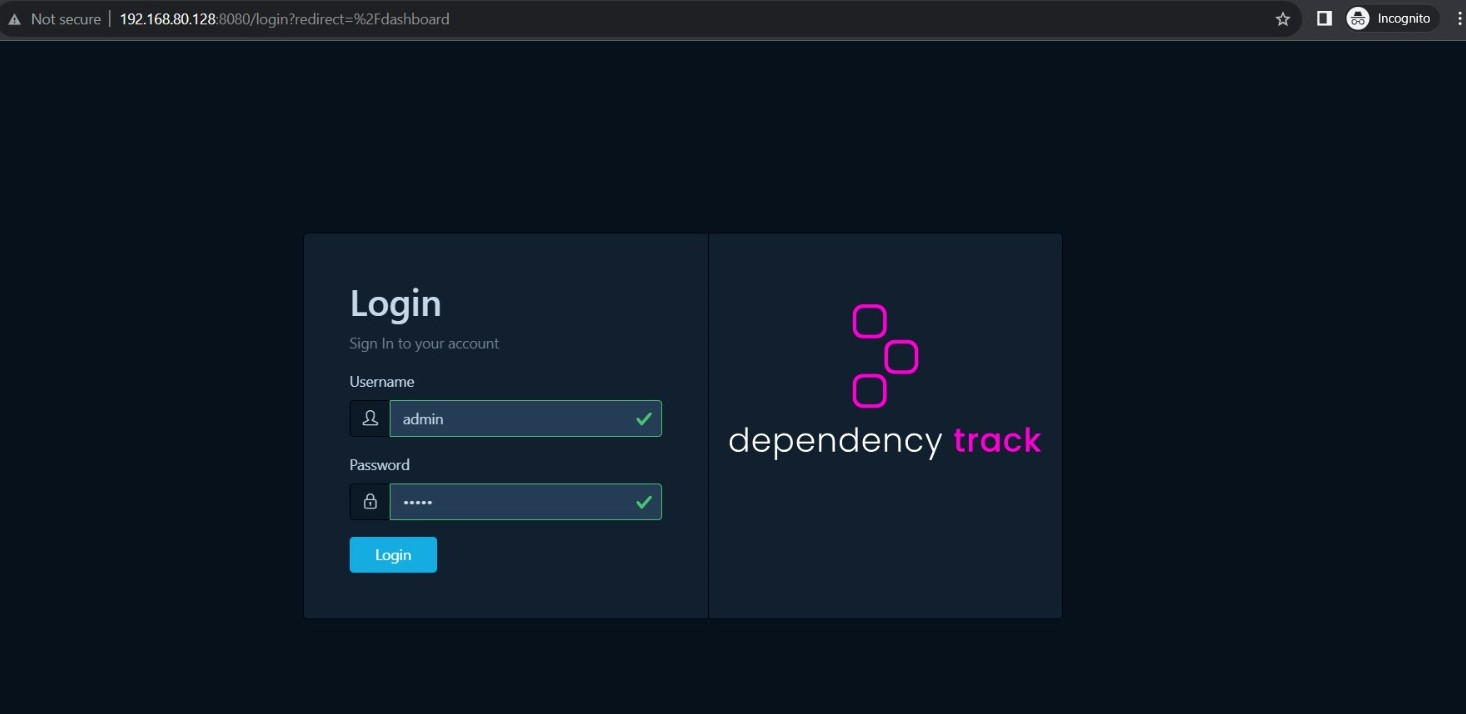 Not secure | 192.168.80.128:8080/login?redirect=%2Fdashboard Incognito
Login
Sign In to your account
Username
admin
Password
•••••
Login
dependency track